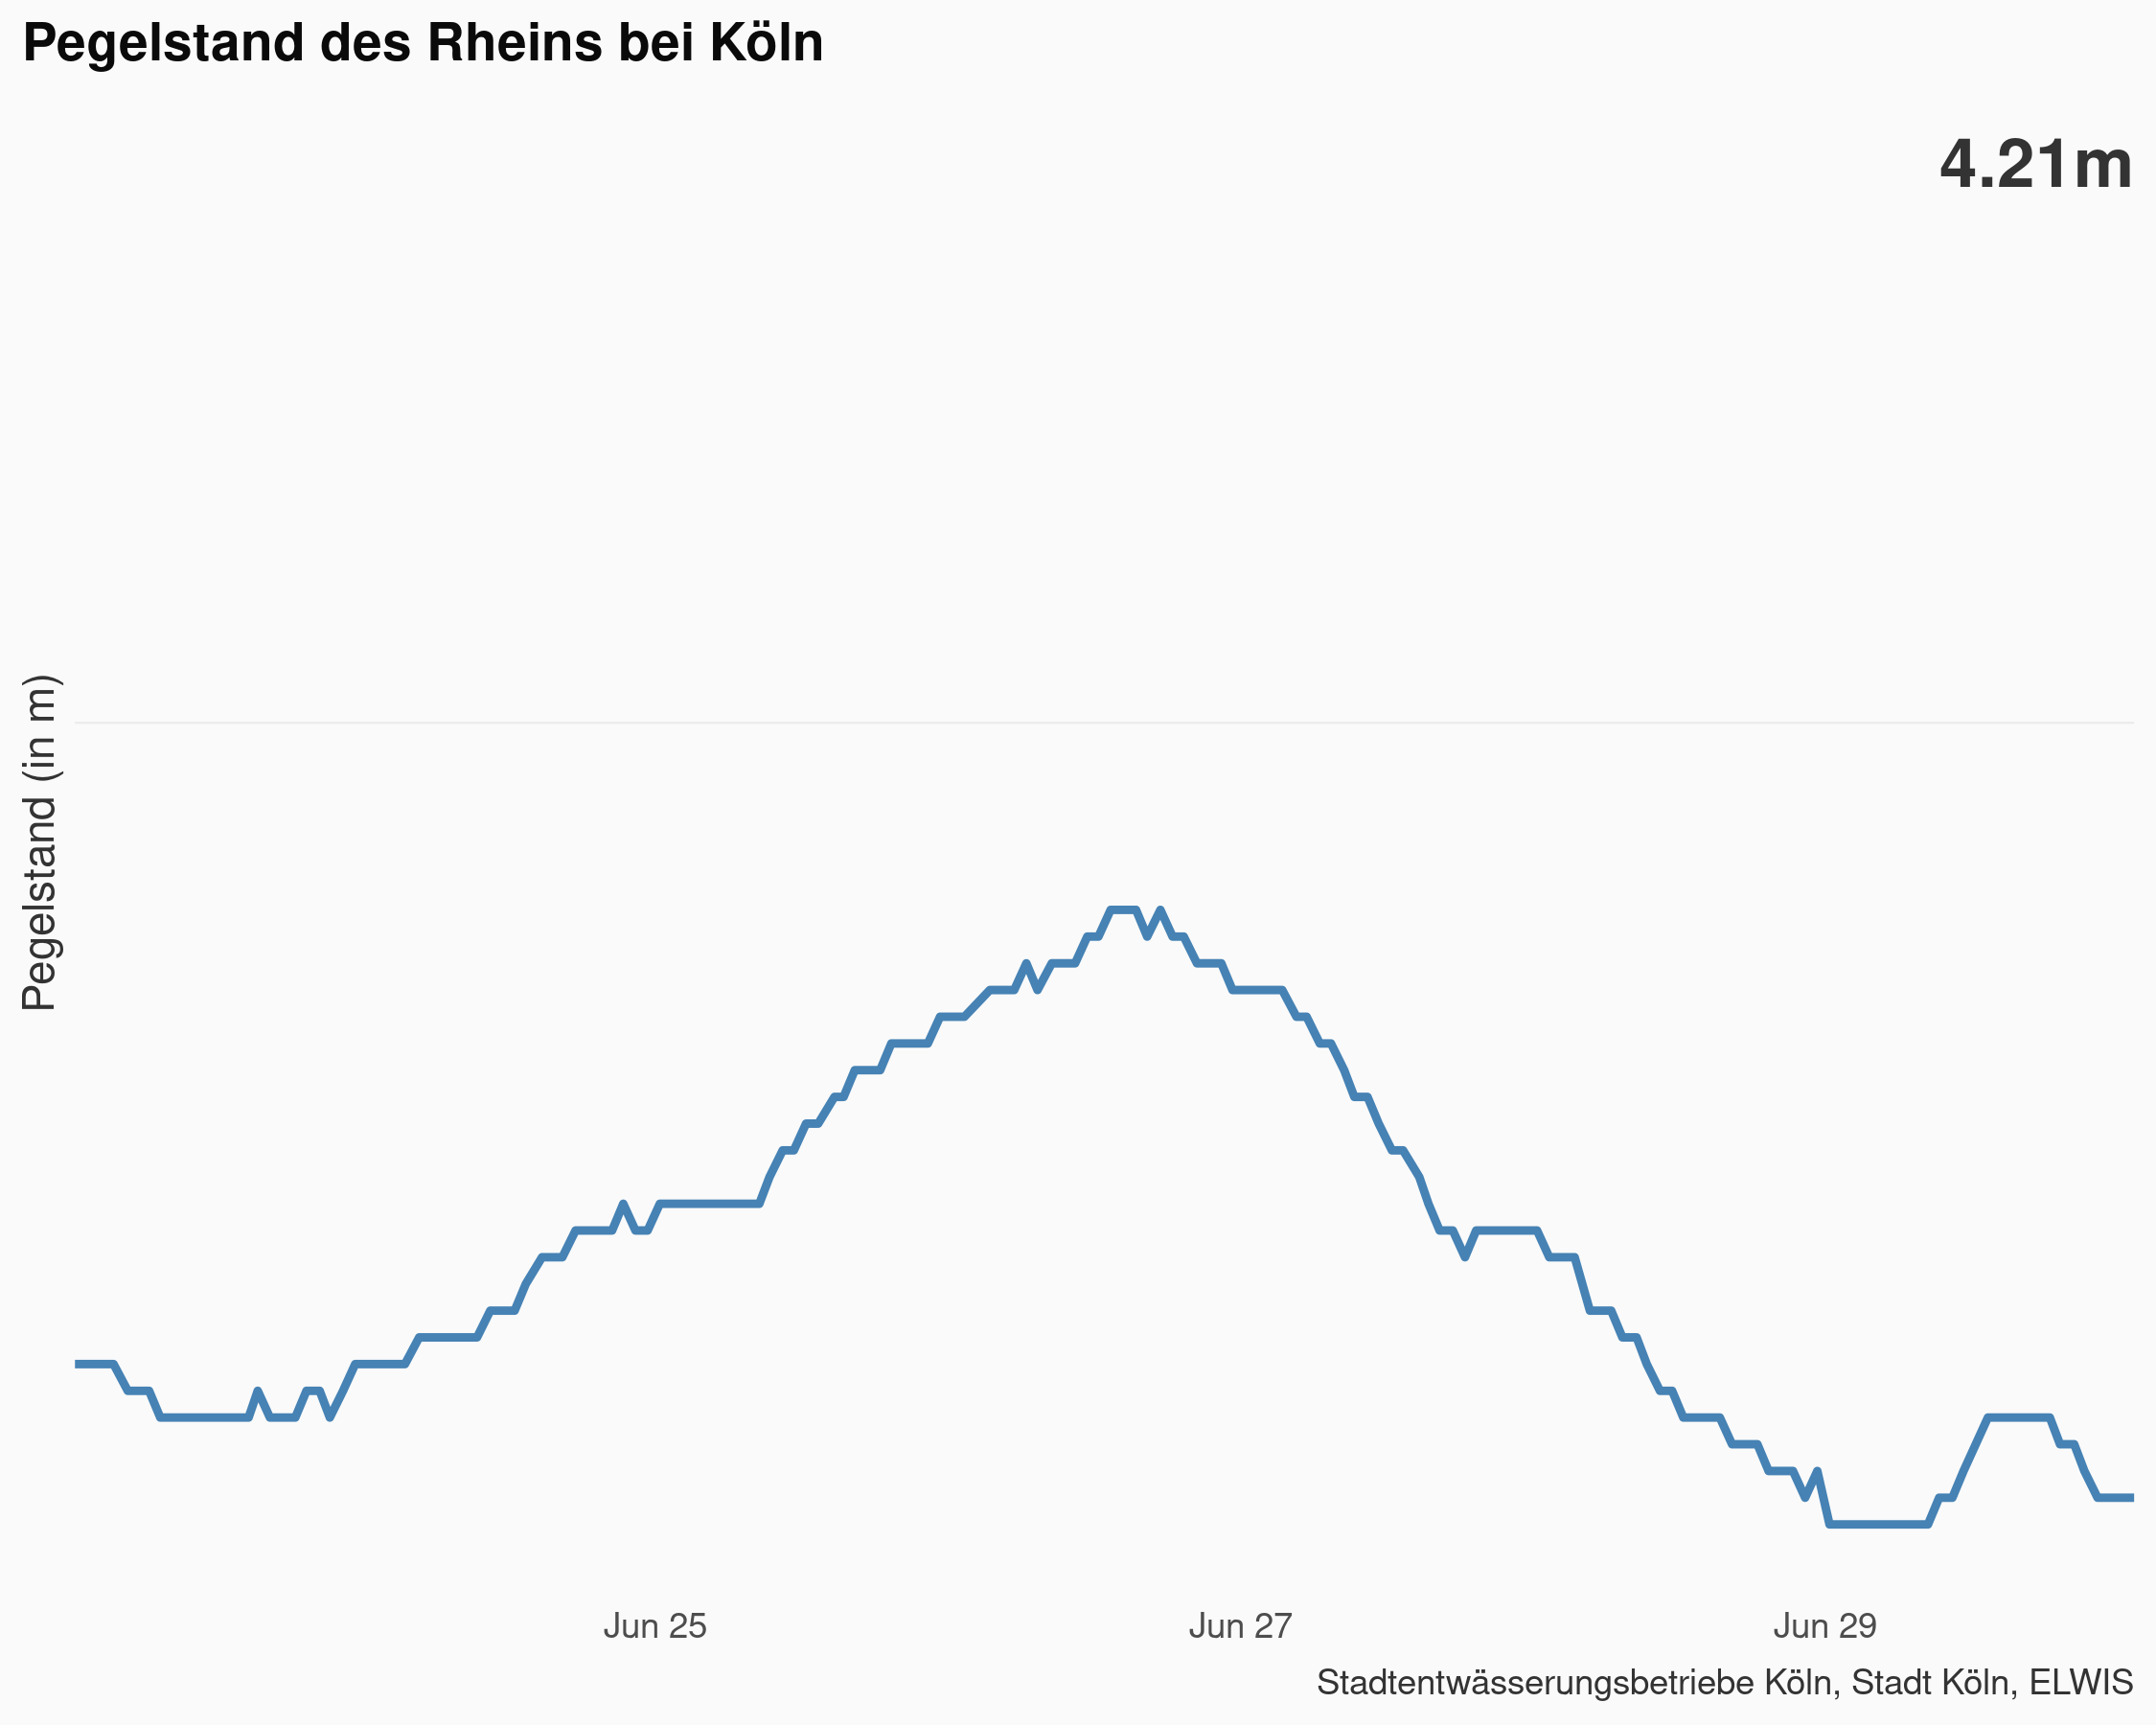 Pegelstand des Rheins bei Köln
4.21m
Pegelstand (in m)
Jun 25
Jun 27
Jun 29
Stadtentwässerungsbetriebe Köln, Stadt Köln, ELWIS